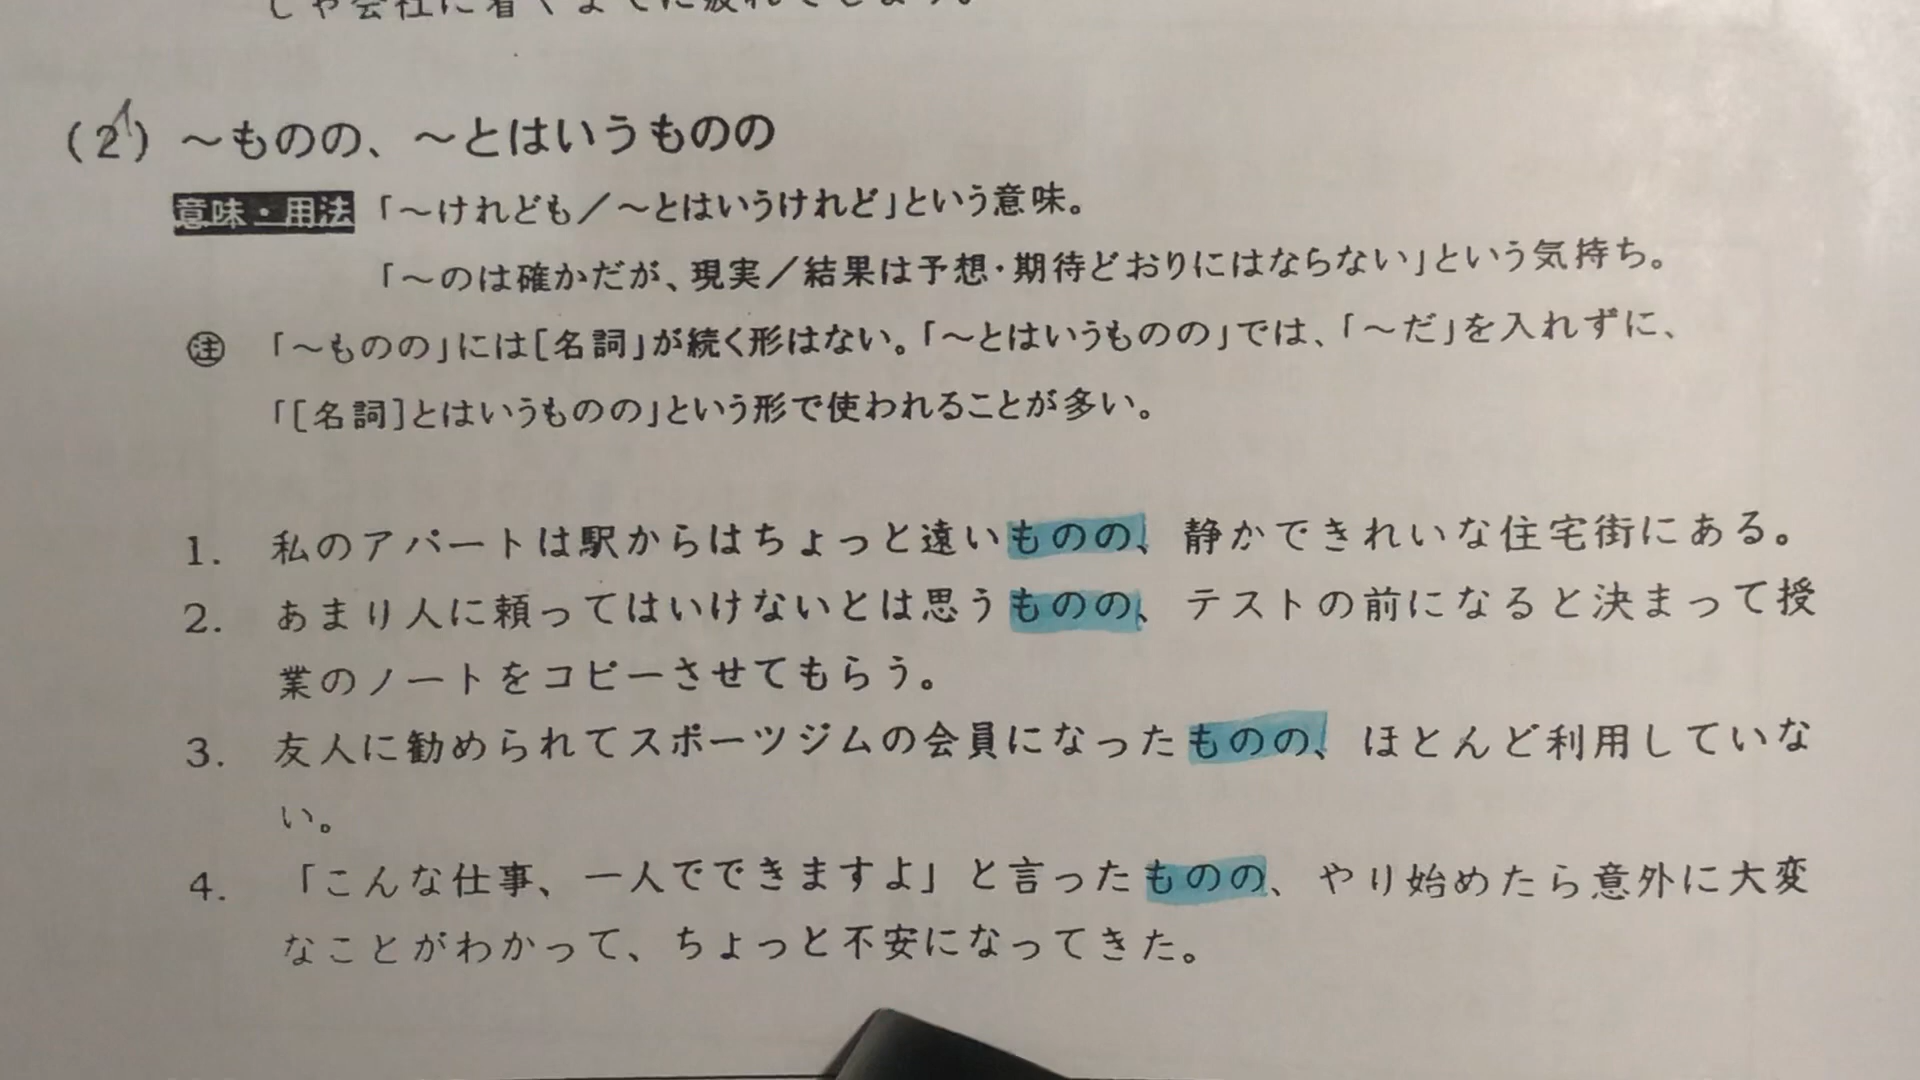 (2) ～ものの、～とはいうものの
意味・用法 「～けれども／～とはいうけれど」という意味。
「～のは確かだが、現実／結果は予想・期待どおりにはならない」という気持ち。
注 「～ものの」には[名詞」が続く形はない。「～とはいうものの」では、「～だ」を入れずに、
「[名詞]とはいうものの」という形で使われることが多い。
1. 私のアパートは駅からはちょっと遠いものの、静かできれいな住宅街にある。
2. あまり人に頼ってはいけないとは思うものの、テストの前になると決まって授
業のノートをコピーさせてもらう。
3. 友人に勧められてスポーツジムの会員になったものの、ほとんど利用していな
い。
4. 「こんな仕事、一人でできますよ」と言ったものの、やり始めたら意外に大変
なことがわかって、ちょっと不安になってきた。